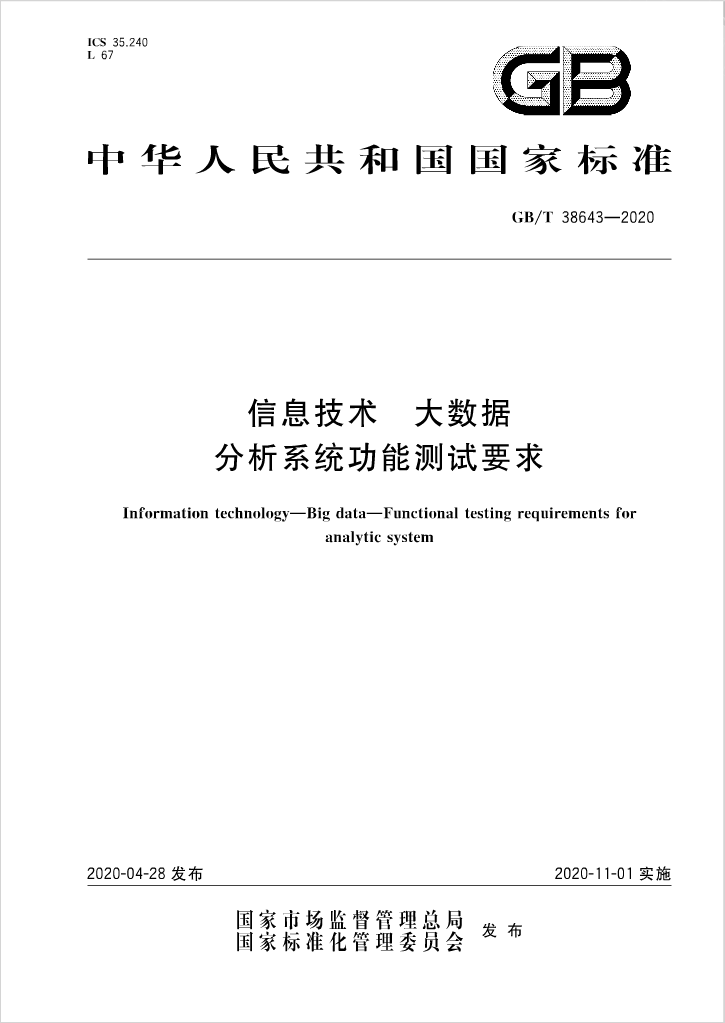 ICS 35.240
L 67
GB
中华人民共和国国家标准
GB/T 38643—2020
信息技术 大数据
分析系统功能测试要求
Information technology—Big data—Functional testing requirements for
analytic system
2020-04-28 发布
2020-11-01 实施
国家市场监督管理总局
国家标准化管理委员会
发布